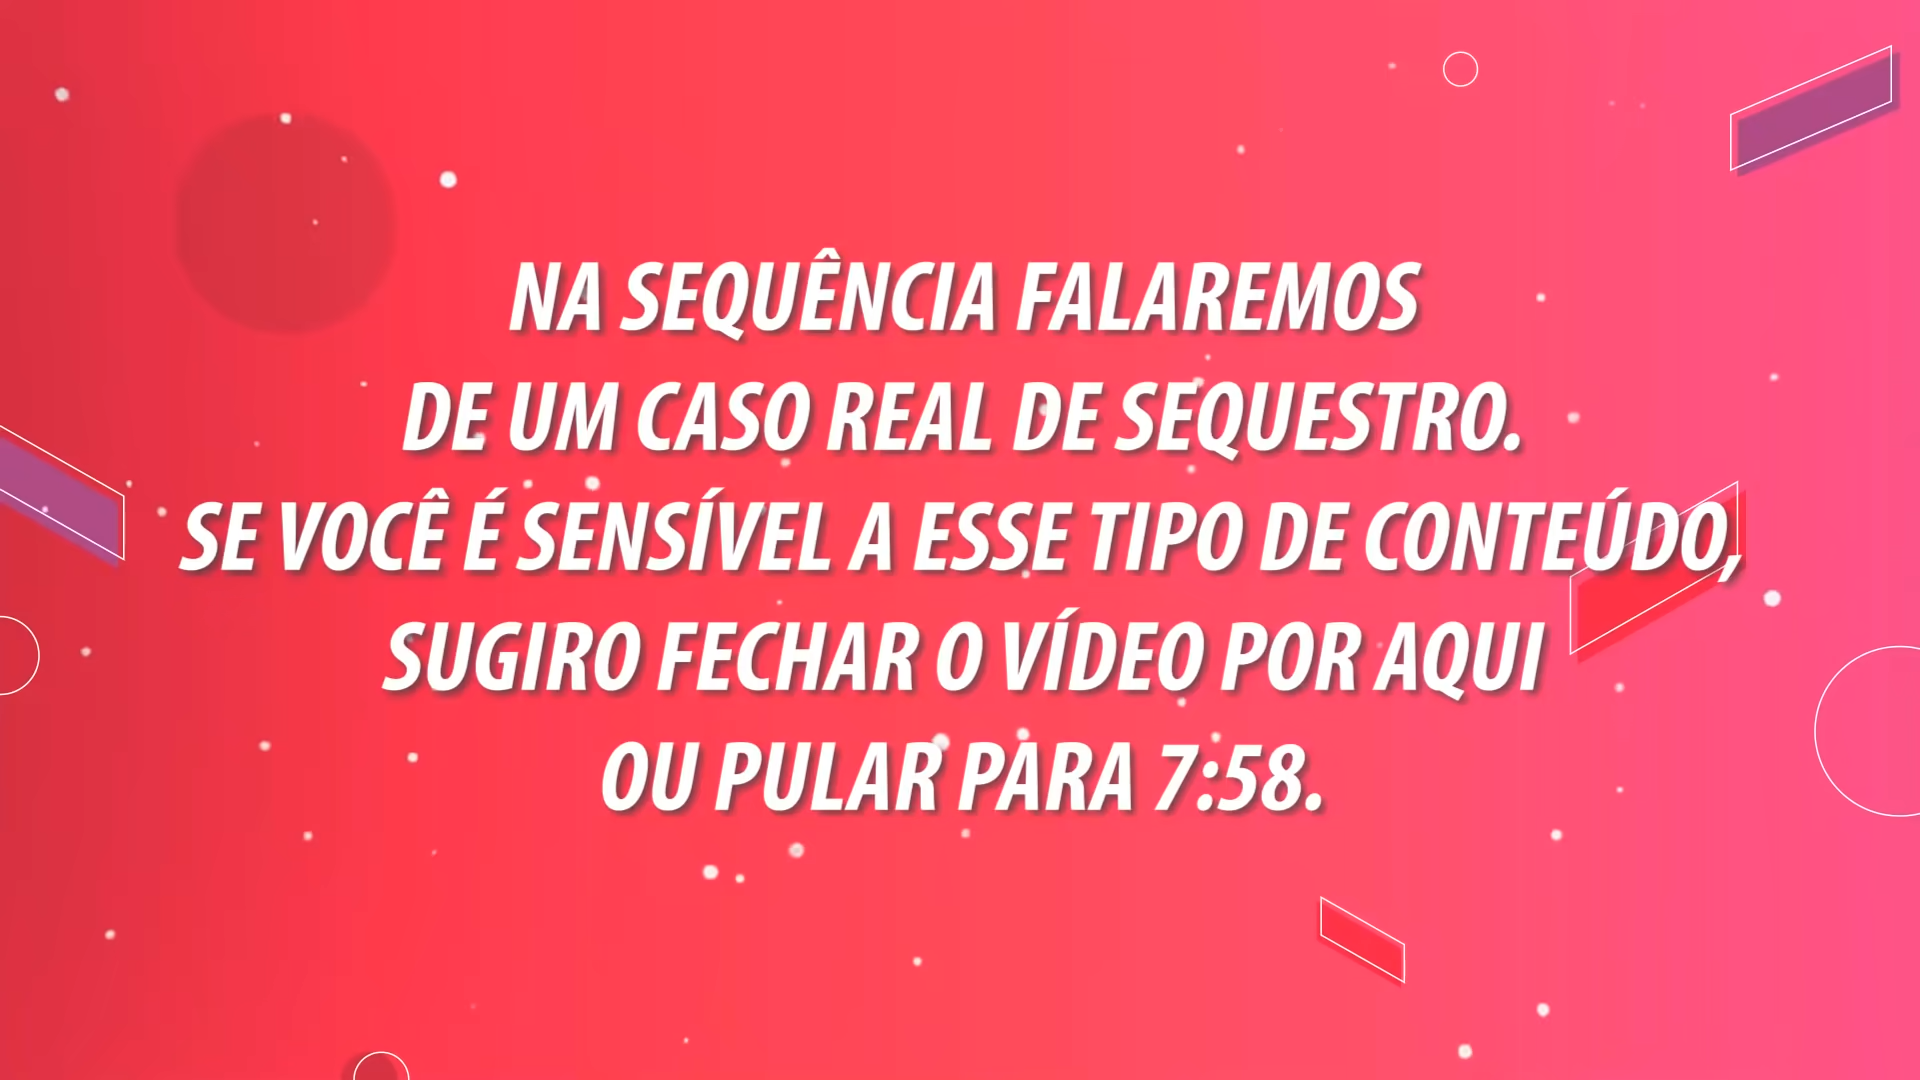 NA SEQUÊNCIA FALAREMOS
DE UM CASO REAL DE SEQUESTRO.
SE VOCÊ É SENSÍVEL A ESSE TIPO DE CONTEÚDO,
SUGIRO FECHAR O VÍDEO POR AQUI
OU PULAR PARA 7:58.